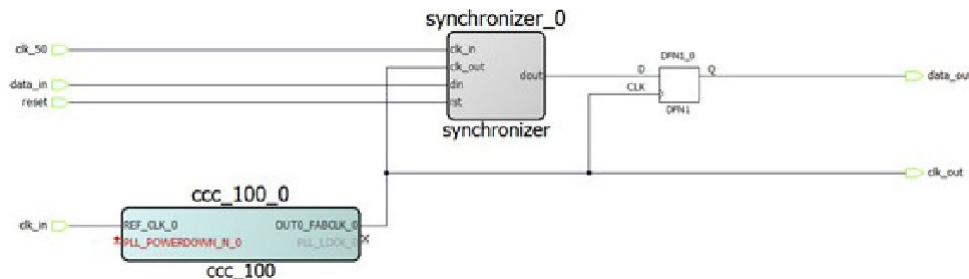 synchronizer_0
clk_50
clk_in
clk_out
data_in
din
reset
rst
dout
synchronizer
DFN1_0
D
Q
CLK
DFN1
data_out
clk_out
ccc_100_0
clk_in
REF_CLK_0
OUT0_FABCLK_0
PLL_POWERDOWN_N_0
PLL_LOCK_0
ccc_100